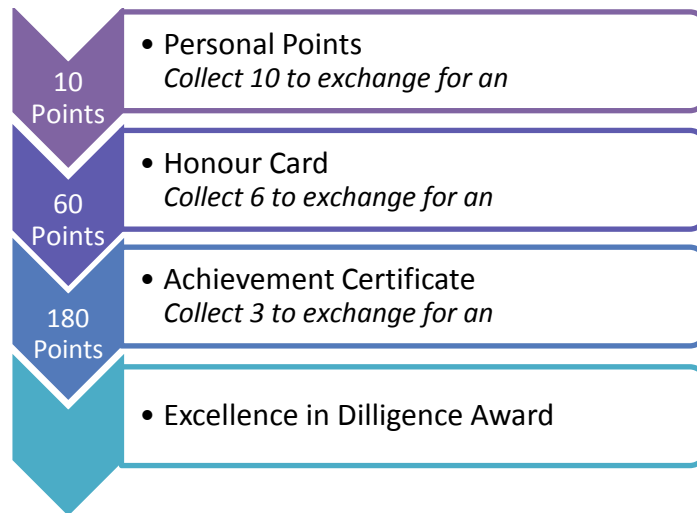 10
Points
• Personal Points
Collect 10 to exchange for an
60
Points
• Honour Card
Collect 6 to exchange for an
180
Points
• Achievement Certificate
Collect 3 to exchange for an
• Excellence in Dilligence Award